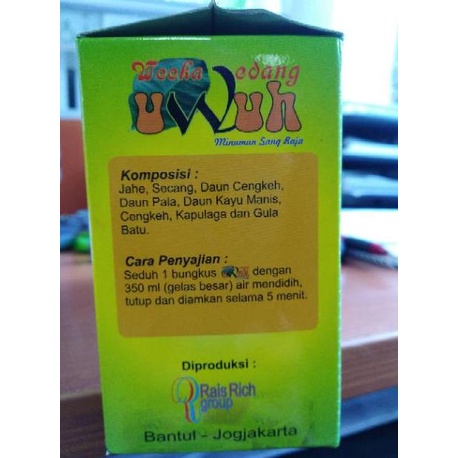 Weeha Wedang
uWuh
Minuman Sang Raja
Komposisi :
Jahe, Secang, Daun Cengkeh,
Daun Pala, Daun Kayu Manis,
Cengkeh, Kapulaga dan Gula
Batu.
Cara Penyajian :
Seduh 1 bungkus uWuh dengan
350 ml (gelas besar) air mendidih,
tutup dan diamkan selama 5 menit.
Diproduksi :
Rais Rich
group
Bantul - Jogjakarta